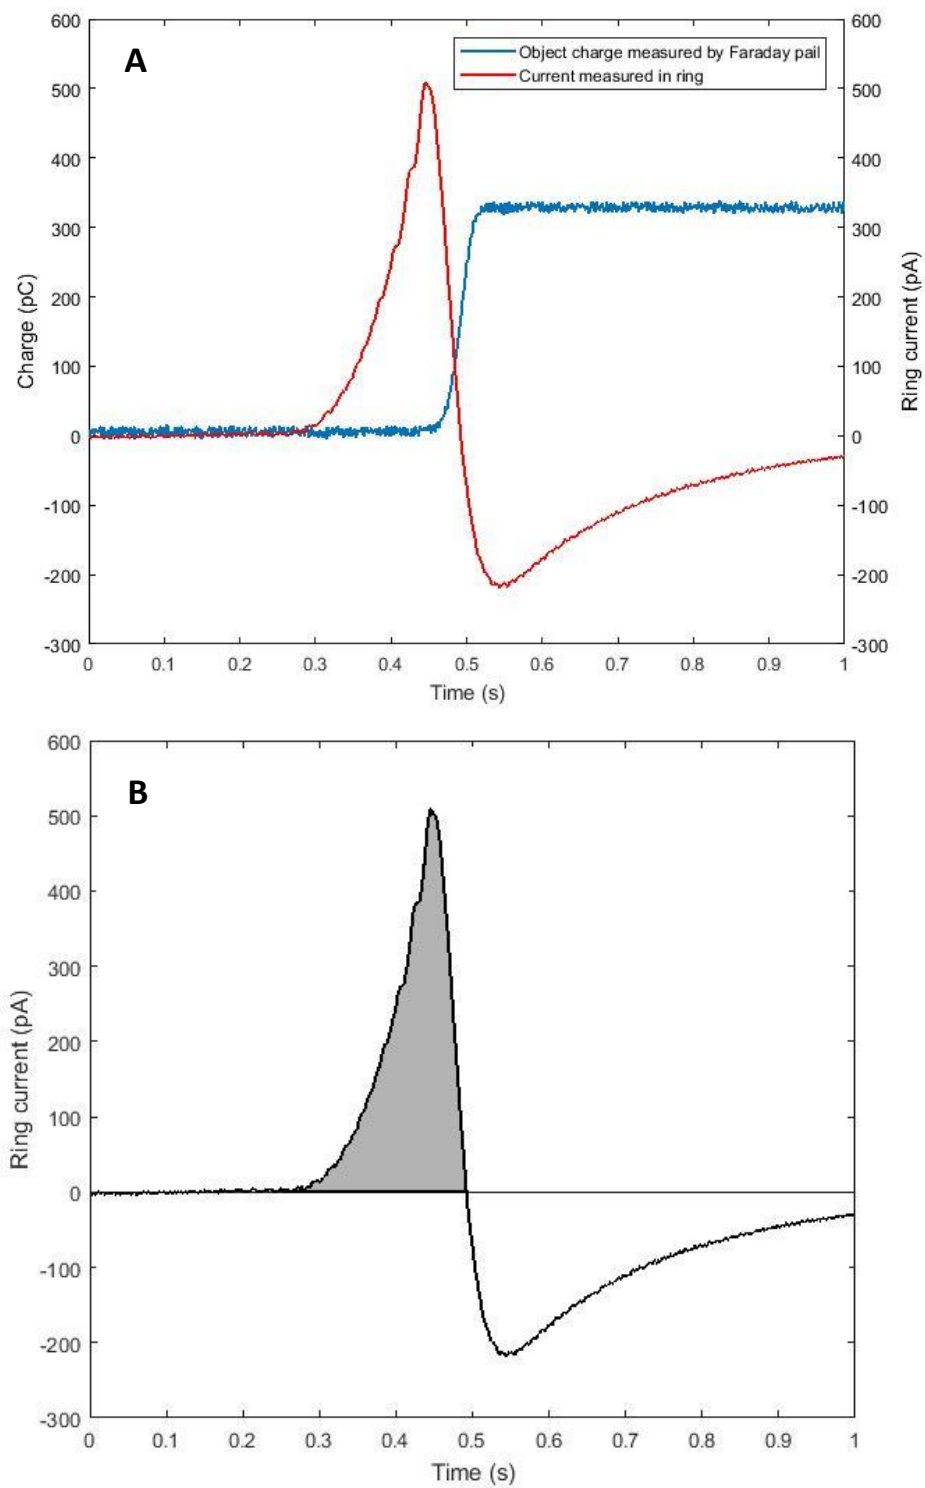 A
Object charge measured by Faraday pail
Current measured in ring
600
500
400
300
200
100
0
-100
-200
-300
Charge (pC)
600
500
400
300
200
100
0
-100
-200
-300
Ring current (pA)
0 0.1 0.2 0.3 0.4 0.5 0.6 0.7 0.8 0.9 1
Time (s)
B
600
500
400
300
200
100
0
-100
-200
-300
Ring current (pA)
0 0.1 0.2 0.3 0.4 0.5 0.6 0.7 0.8 0.9 1
Time (s)